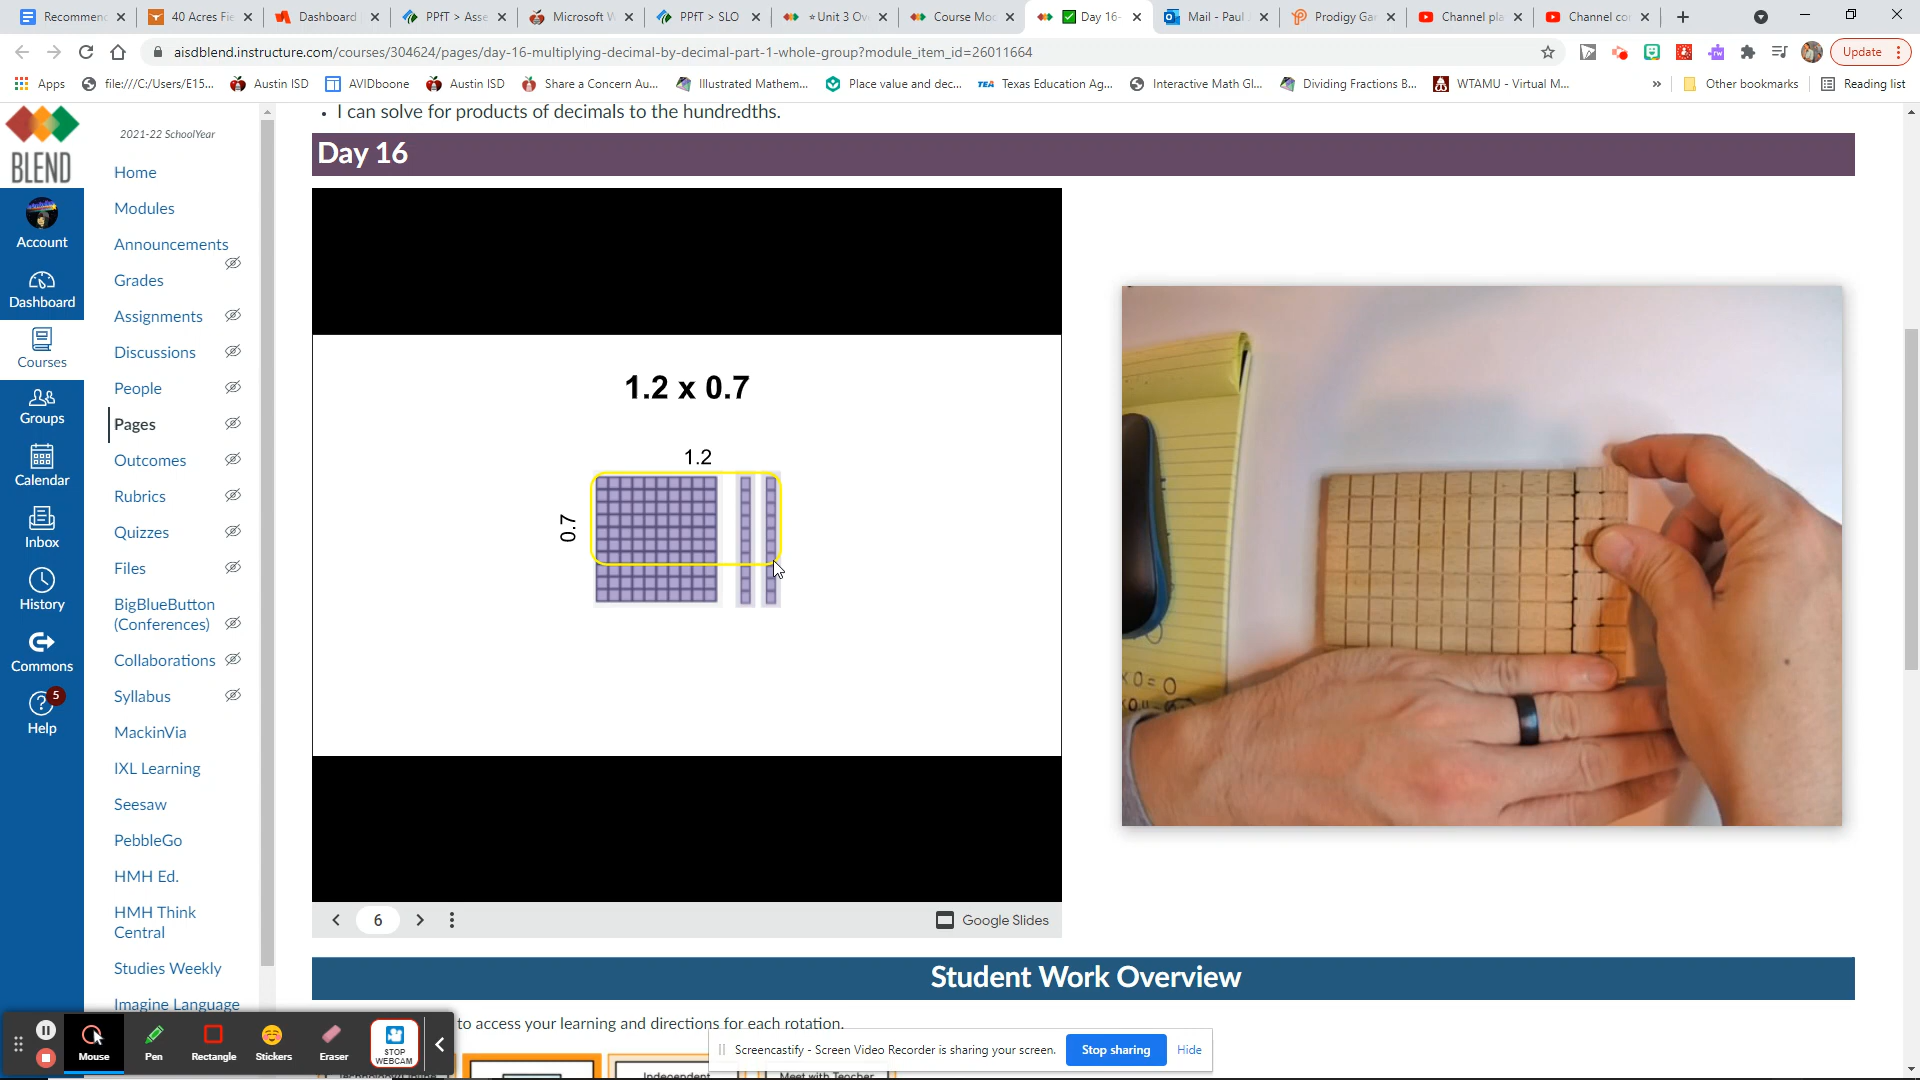 Recommen
40 Acres Fie
Dashboard
PPfT > Asse
Microsoft W
PPfT > SLO
Unit 3 Ov
Course Mod
Day 16-
Mail - Paul
Prodigy Gar
Channel pla
Channel co
aisdblend.instructure.com/courses/304624/pages/day-16-multiplying-decimal-by-decimal-part-1-whole-group?module_item_id=26011664
Update
Apps
file:///C:/Users/E15...
Austin ISD
AVIDboone
Austin ISD
Share a Concern Au...
Illustrated Mathem...
Place value and dec...
TEA
Texas Education Ag...
Interactive Math Gl...
Dividing Fractions B...
WTAMU - Virtual M...
»
Other bookmarks
Reading list
BLEND
Account
Dashboard
Courses
Groups
Calendar
Inbox
History
Commons
5
Help
2021-22 SchoolYear
Home
Modules
Announcements
Grades
Assignments
Discussions
People
Pages
Outcomes
Rubrics
Quizzes
Files
BigBlueButton
(Conferences)
Collaborations
Syllabus
MackinVia
IXL Learning
Seesaw
PebbleGo
HMH Ed.
HMH Think
Central
Studies Weekly
Imagine Language
• I can solve for products of decimals to the hundredths.
Day 16
1.2 x 0.7
1.2
0.7
x0=0
6
Google Slides
Student Work Overview
to access your learning and directions for each rotation.
Independent
Meet with Teacher
Mouse
Pen
Rectangle
Stickers
Eraser
STOP
WEBCAM
Screencastify - Screen Video Recorder is sharing your screen.
Stop sharing
Hide